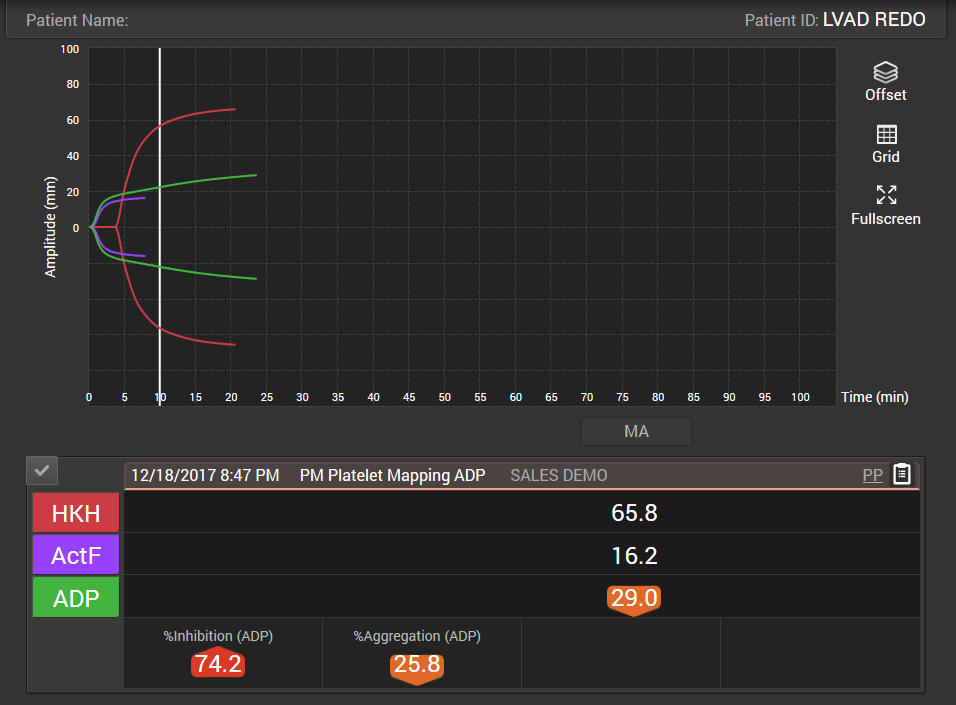 Patient Name:
Patient ID: LVAD REDO
100
80
60
40
20
0
Amplitude (mm)
0 5 10 15 20 25 30 35 40 45 50 55 60 65 70 75 80 85 90 95 100
Time (min)
Offset
Grid
Fullscreen
MA
12/18/2017 8:47 PM PM Platelet Mapping ADP SALES DEMO PP
HKH 65.8
ActF 16.2
ADP 29.0
%Inhibition (ADP) %Aggregation (ADP)
74.2 25.8